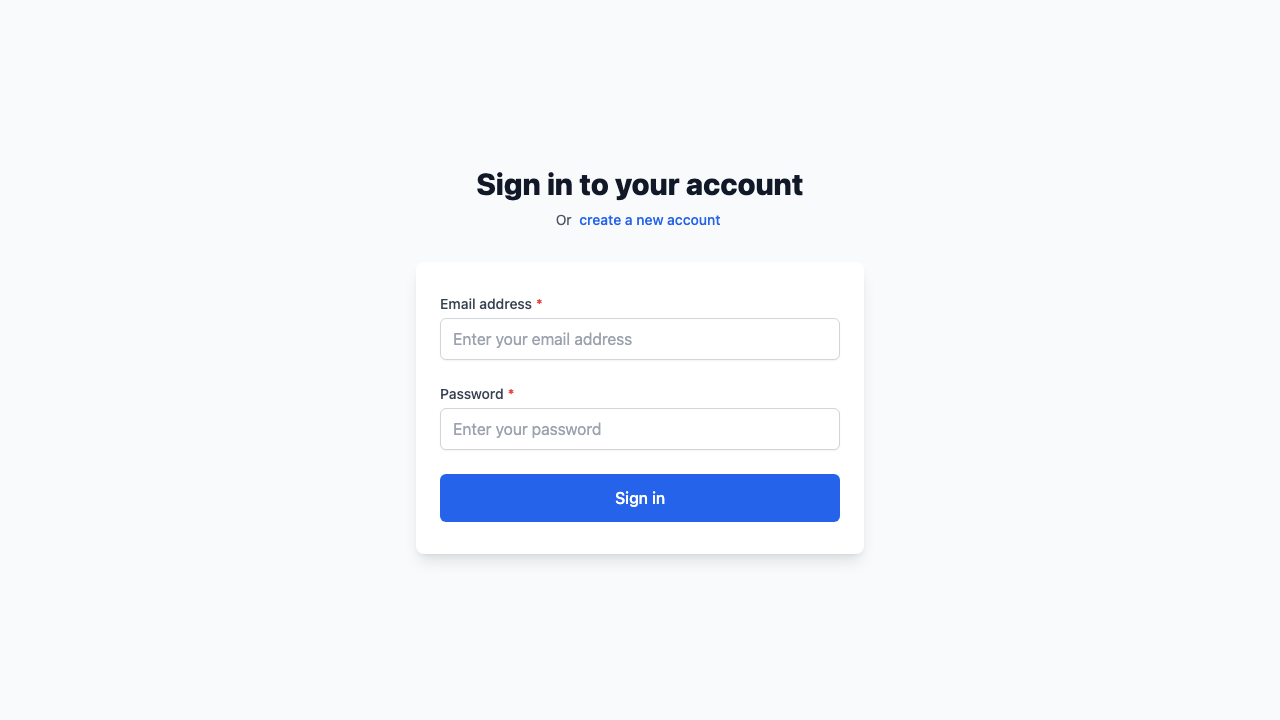 Sign in to your account
Or create a new account
Email address *
Enter your email address
Password *
Enter your password
Sign in